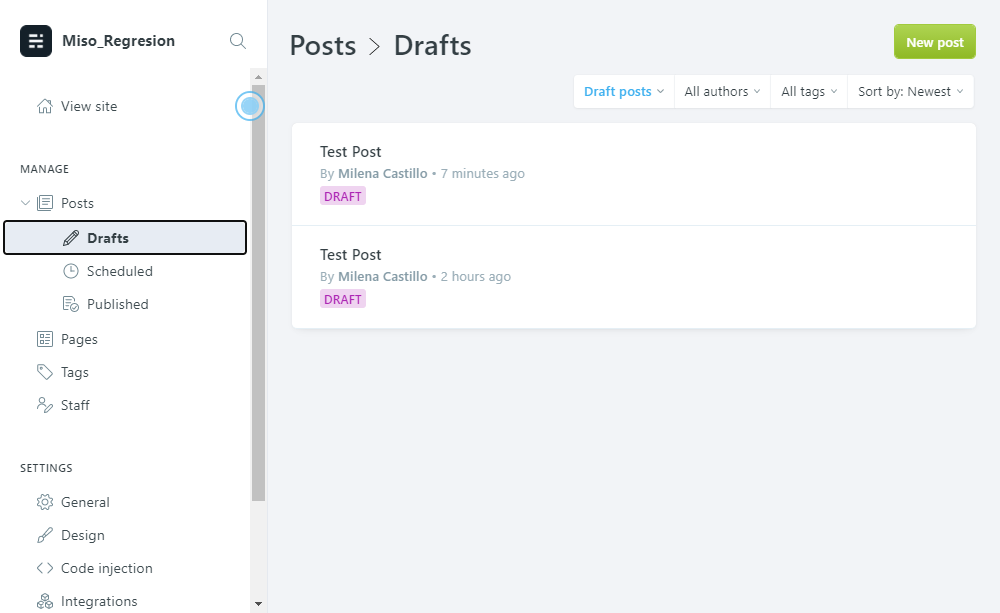 Miso_Regresion
View site
MANAGE
Posts
Drafts
Scheduled
Published
Pages
Tags
Staff
SETTINGS
General
Design
Code injection
Integrations
Posts > Drafts
New post
Draft posts All authors All tags Sort by: Newest
Test Post
By Milena Castillo • 7 minutes ago
DRAFT
Test Post
By Milena Castillo • 2 hours ago
DRAFT